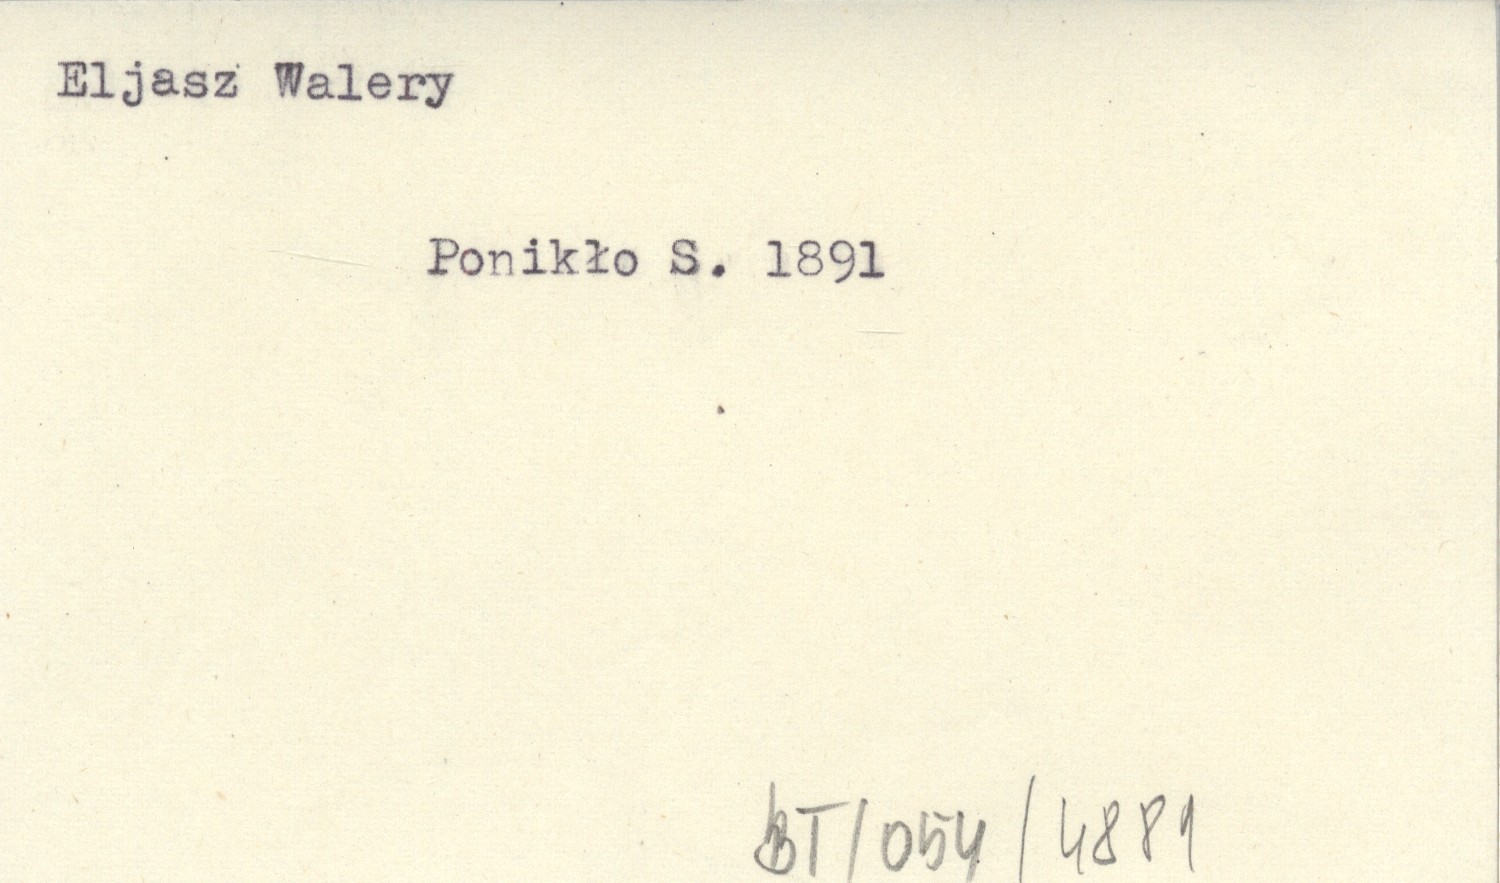 Eljasz Walery
Ponikło S. 1891
BT/054/4881